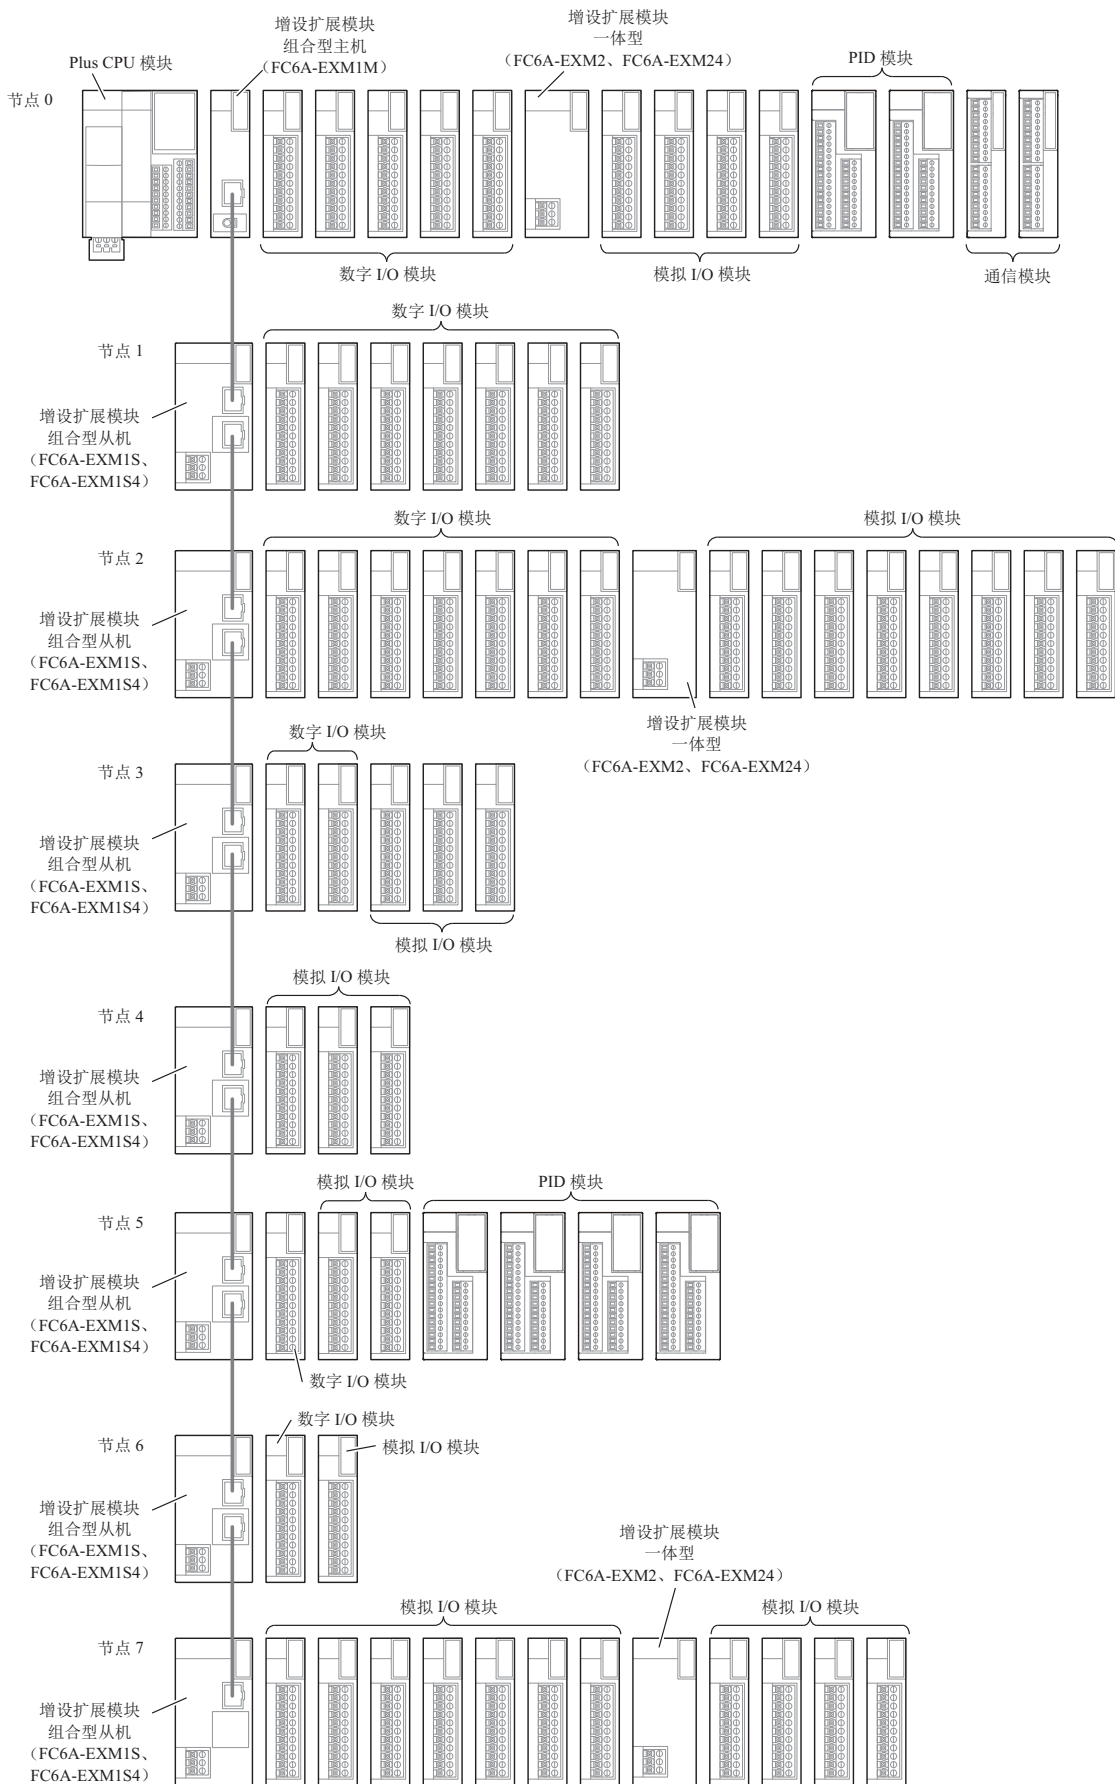 增设扩展模块
组合型主机
（FC6A-EXM1M）
增设扩展模块
一体型
（FC6A-EXM2、FC6A-EXM24）
Plus CPU 模块
PID 模块
节点 0
数字 I/O 模块
模拟 I/O 模块
通信模块
数字 I/O 模块
节点 1
增设扩展模块
组合型从机
（FC6A-EXM1S、
FC6A-EXM1S4）
数字 I/O 模块
模拟 I/O 模块
节点 2
增设扩展模块
组合型从机
（FC6A-EXM1S、
FC6A-EXM1S4）
增设扩展模块
一体型
（FC6A-EXM2、FC6A-EXM24）
数字 I/O 模块
节点 3
增设扩展模块
组合型从机
（FC6A-EXM1S、
FC6A-EXM1S4）
模拟 I/O 模块
模拟 I/O 模块
节点 4
增设扩展模块
组合型从机
（FC6A-EXM1S、
FC6A-EXM1S4）
模拟 I/O 模块
PID 模块
节点 5
增设扩展模块
组合型从机
（FC6A-EXM1S、
FC6A-EXM1S4）
数字 I/O 模块
数字 I/O 模块
模拟 I/O 模块
节点 6
增设扩展模块
组合型从机
（FC6A-EXM1S、
FC6A-EXM1S4）
增设扩展模块
一体型
（FC6A-EXM2、FC6A-EXM24）
模拟 I/O 模块
模拟 I/O 模块
节点 7
增设扩展模块
组合型从机
（FC6A-EXM1S、
FC6A-EXM1S4）